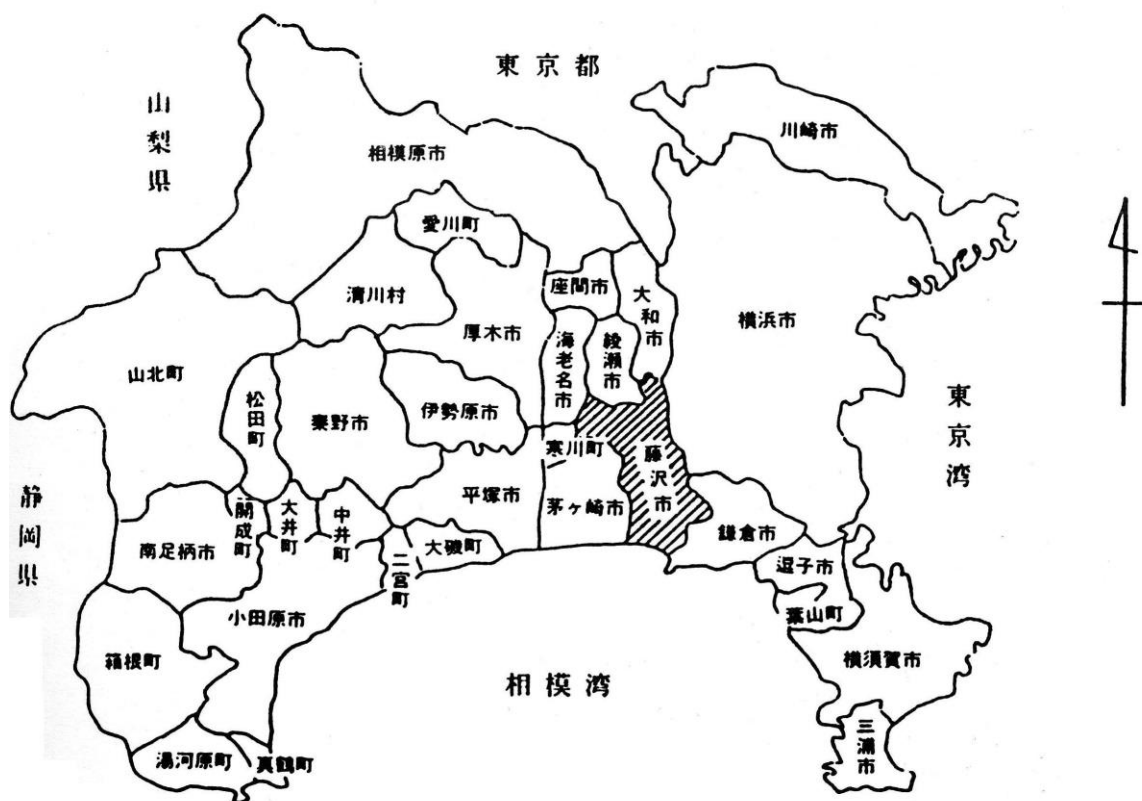 東京都
山梨県
川崎市
相模原市
愛川町
座間市
大和市
清川村
横浜市
厚木市
海老名市
綾瀬市
山北町
松田町
秦野市
伊勢原市
東京湾
寒川町
藤沢市
静岡県
平塚市
茅ヶ崎市
開成町
大井町
中井町
鎌倉市
南足柄市
大磯町
二宮町
逗子市
小田原市
葉山町
箱根町
横須賀市
相模湾
三浦市
湯河原町
真鶴町